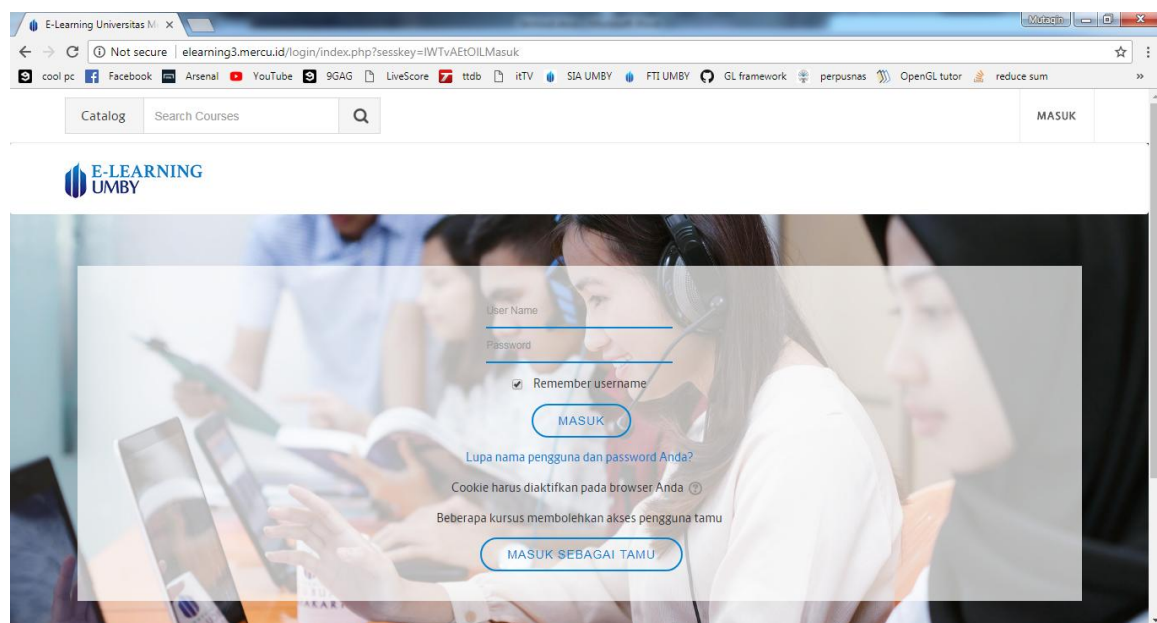 E-Learning Universitas M
Mutaqin
Not secure | elearning3.mercu.id/login/index.php?sesskey=IWTvAEtOILMasuk
cool pc Facebook Arsenal YouTube 9GAG LiveScore ttdb itTV SIA UMBY FTI UMBY GL framework perpusnas OpenGL tutor reduce sum »
Catalog Search Courses MASUK
E-LEARNING
UMBY
User Name
Password
Remember username
MASUK
Lupa nama pengguna dan password Anda?
Cookie harus diaktifkan pada browser Anda
Beberapa kursus membolehkan akses pengguna tamu
MASUK SEBAGAI TAMU